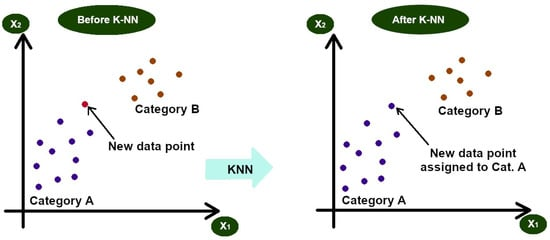 X₂
Before K-NN
Category B
New data point
Category A
X₁
KNN
X₂
After K-NN
Category B
New data point
assigned to Cat. A
Category A
X₁